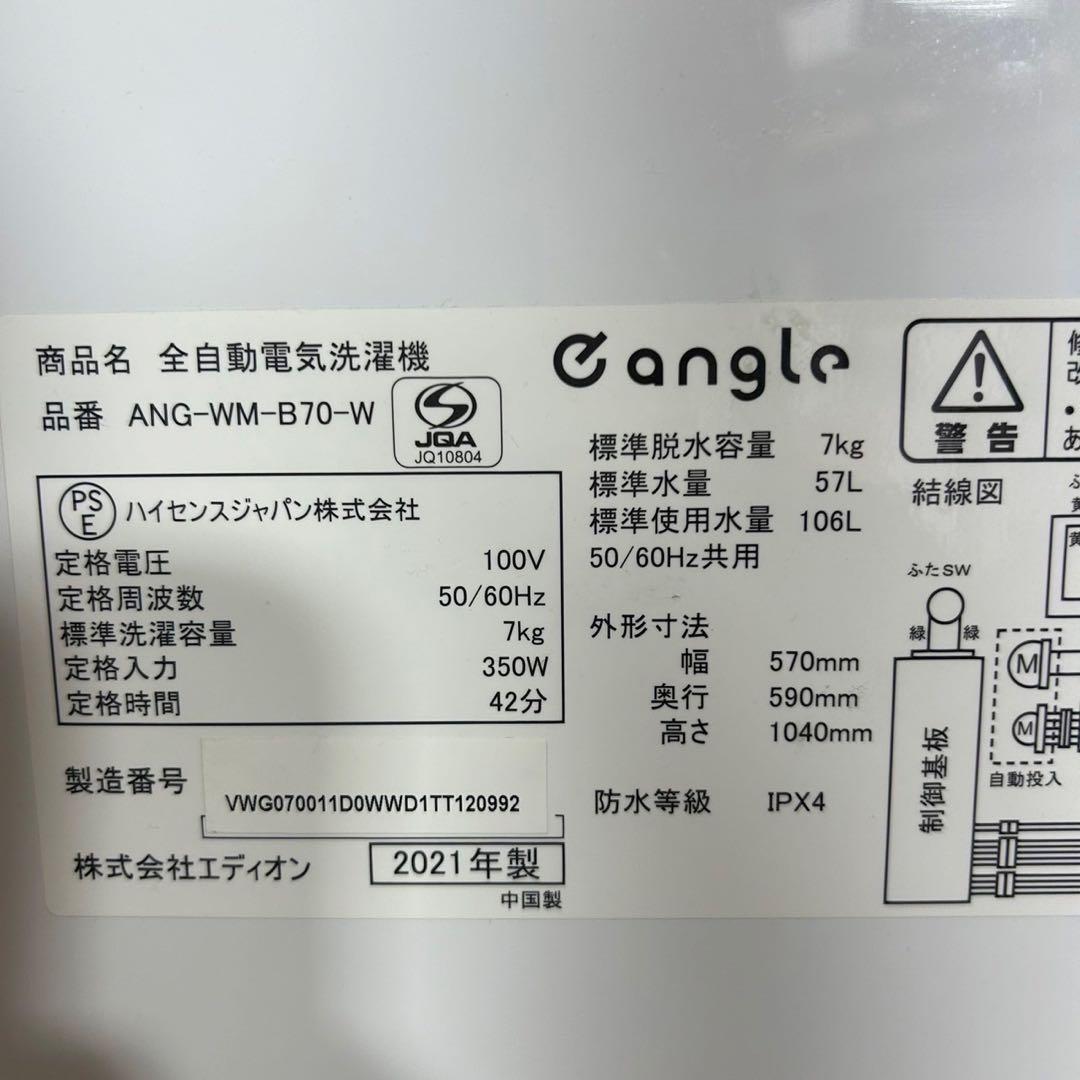 商品名 全自動電気洗濯機
品番 ANG-WM-B70-W
JQA
JQ10804
PS
E
ハイセンスジャパン株式会社
定格電圧 100V
定格周波数 50/60Hz
標準洗濯容量 7kg
定格入力 350W
定格時間 42分
製造番号
VWG070011D0WWD1TT120992
株式会社エディオン
2021年製
中国製
angle
標準脱水容量 7kg
標準水量 57L
標準使用水量 106L
50/60Hz共用
外形寸法
幅 570mm
奥行 590mm
高さ 1040mm
防水等級 IPX4
警告
改
・
あ
結線図
ふ
黄
黄
ふたSW
緑 緑
M
M
自動投入
制御基板